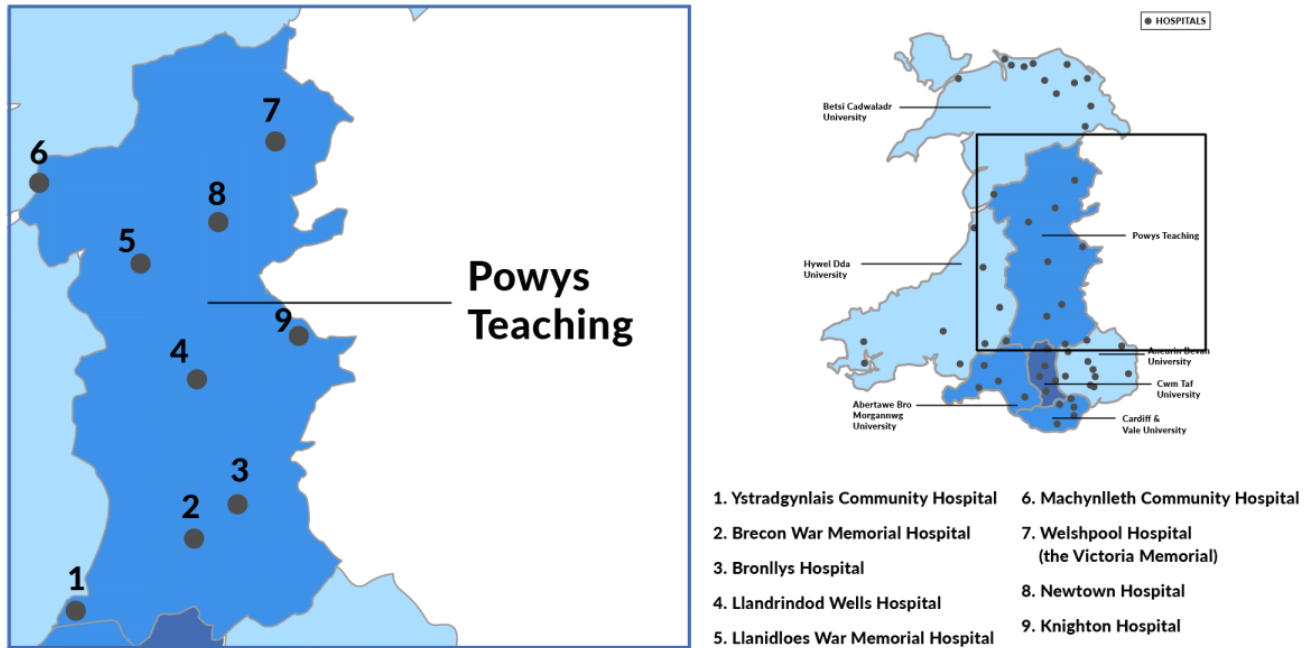 7
6
8
5
Powys
Teaching
9
4
3
2
1
HOSPITALS
Betsi Cadwaladr
University
Powys Teaching
Hywel Dda
University
Aneurin Bevan
University
Cwm Taf
University
Abertawe Bro
Morgannwg
University
Cardiff &
Vale University
1. Ystradgynlais Community Hospital
2. Brecon War Memorial Hospital
3. Bronllys Hospital
4. Llandrindod Wells Hospital
5. Llanidloes War Memorial Hospital
6. Machynlleth Community Hospital
7. Welshpool Hospital
(the Victoria Memorial)
8. Newtown Hospital
9. Knighton Hospital